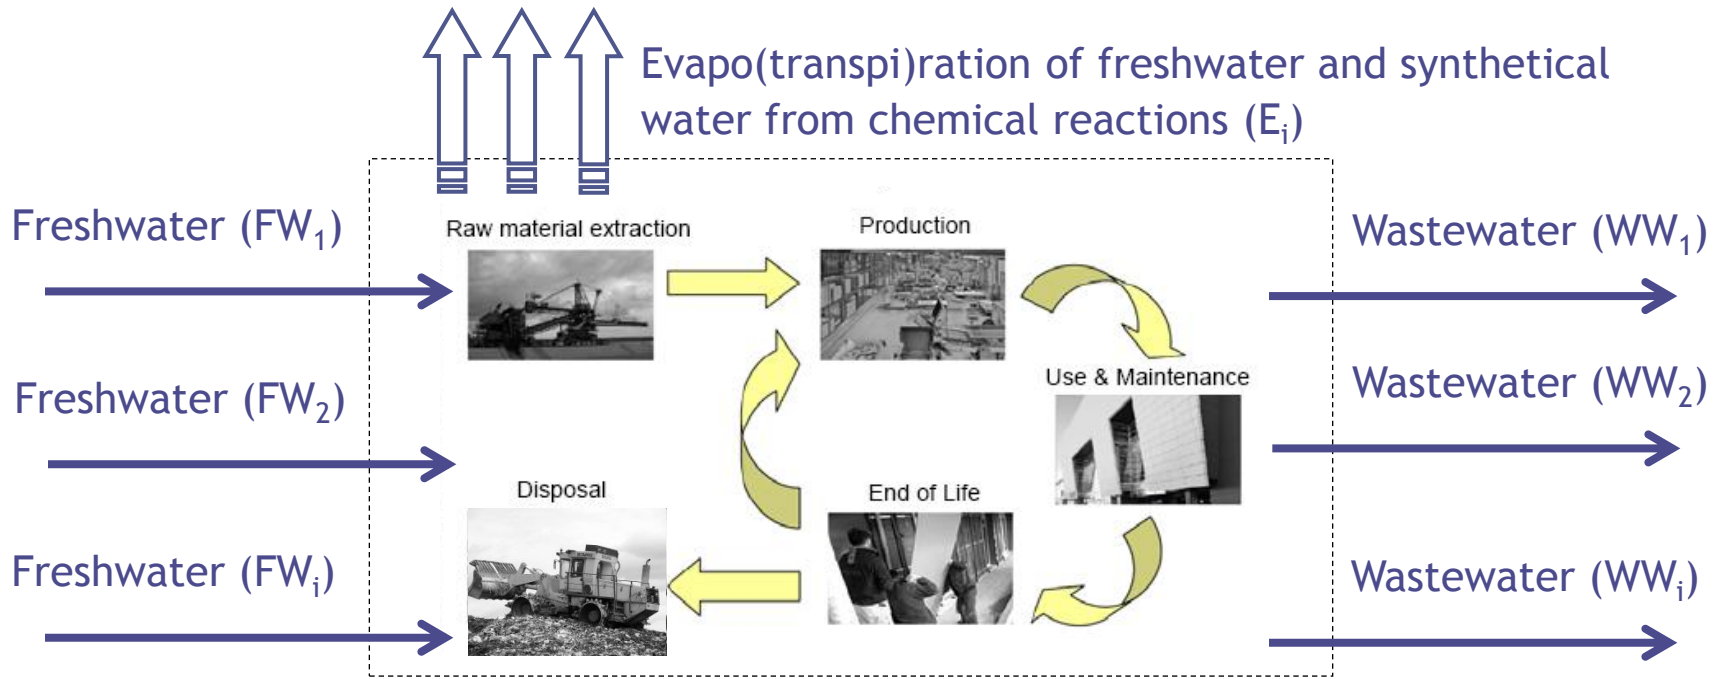 Evapo(transpi)ration of freshwater and synthetical
water from chemical reactions (Eᵢ)
Freshwater (FW₁)
Raw material extraction
Production
Wastewater (WW₁)
Freshwater (FW₂)
Use & Maintenance
Wastewater (WW₂)
Disposal
End of Life
Freshwater (FWᵢ)
Wastewater (WWᵢ)